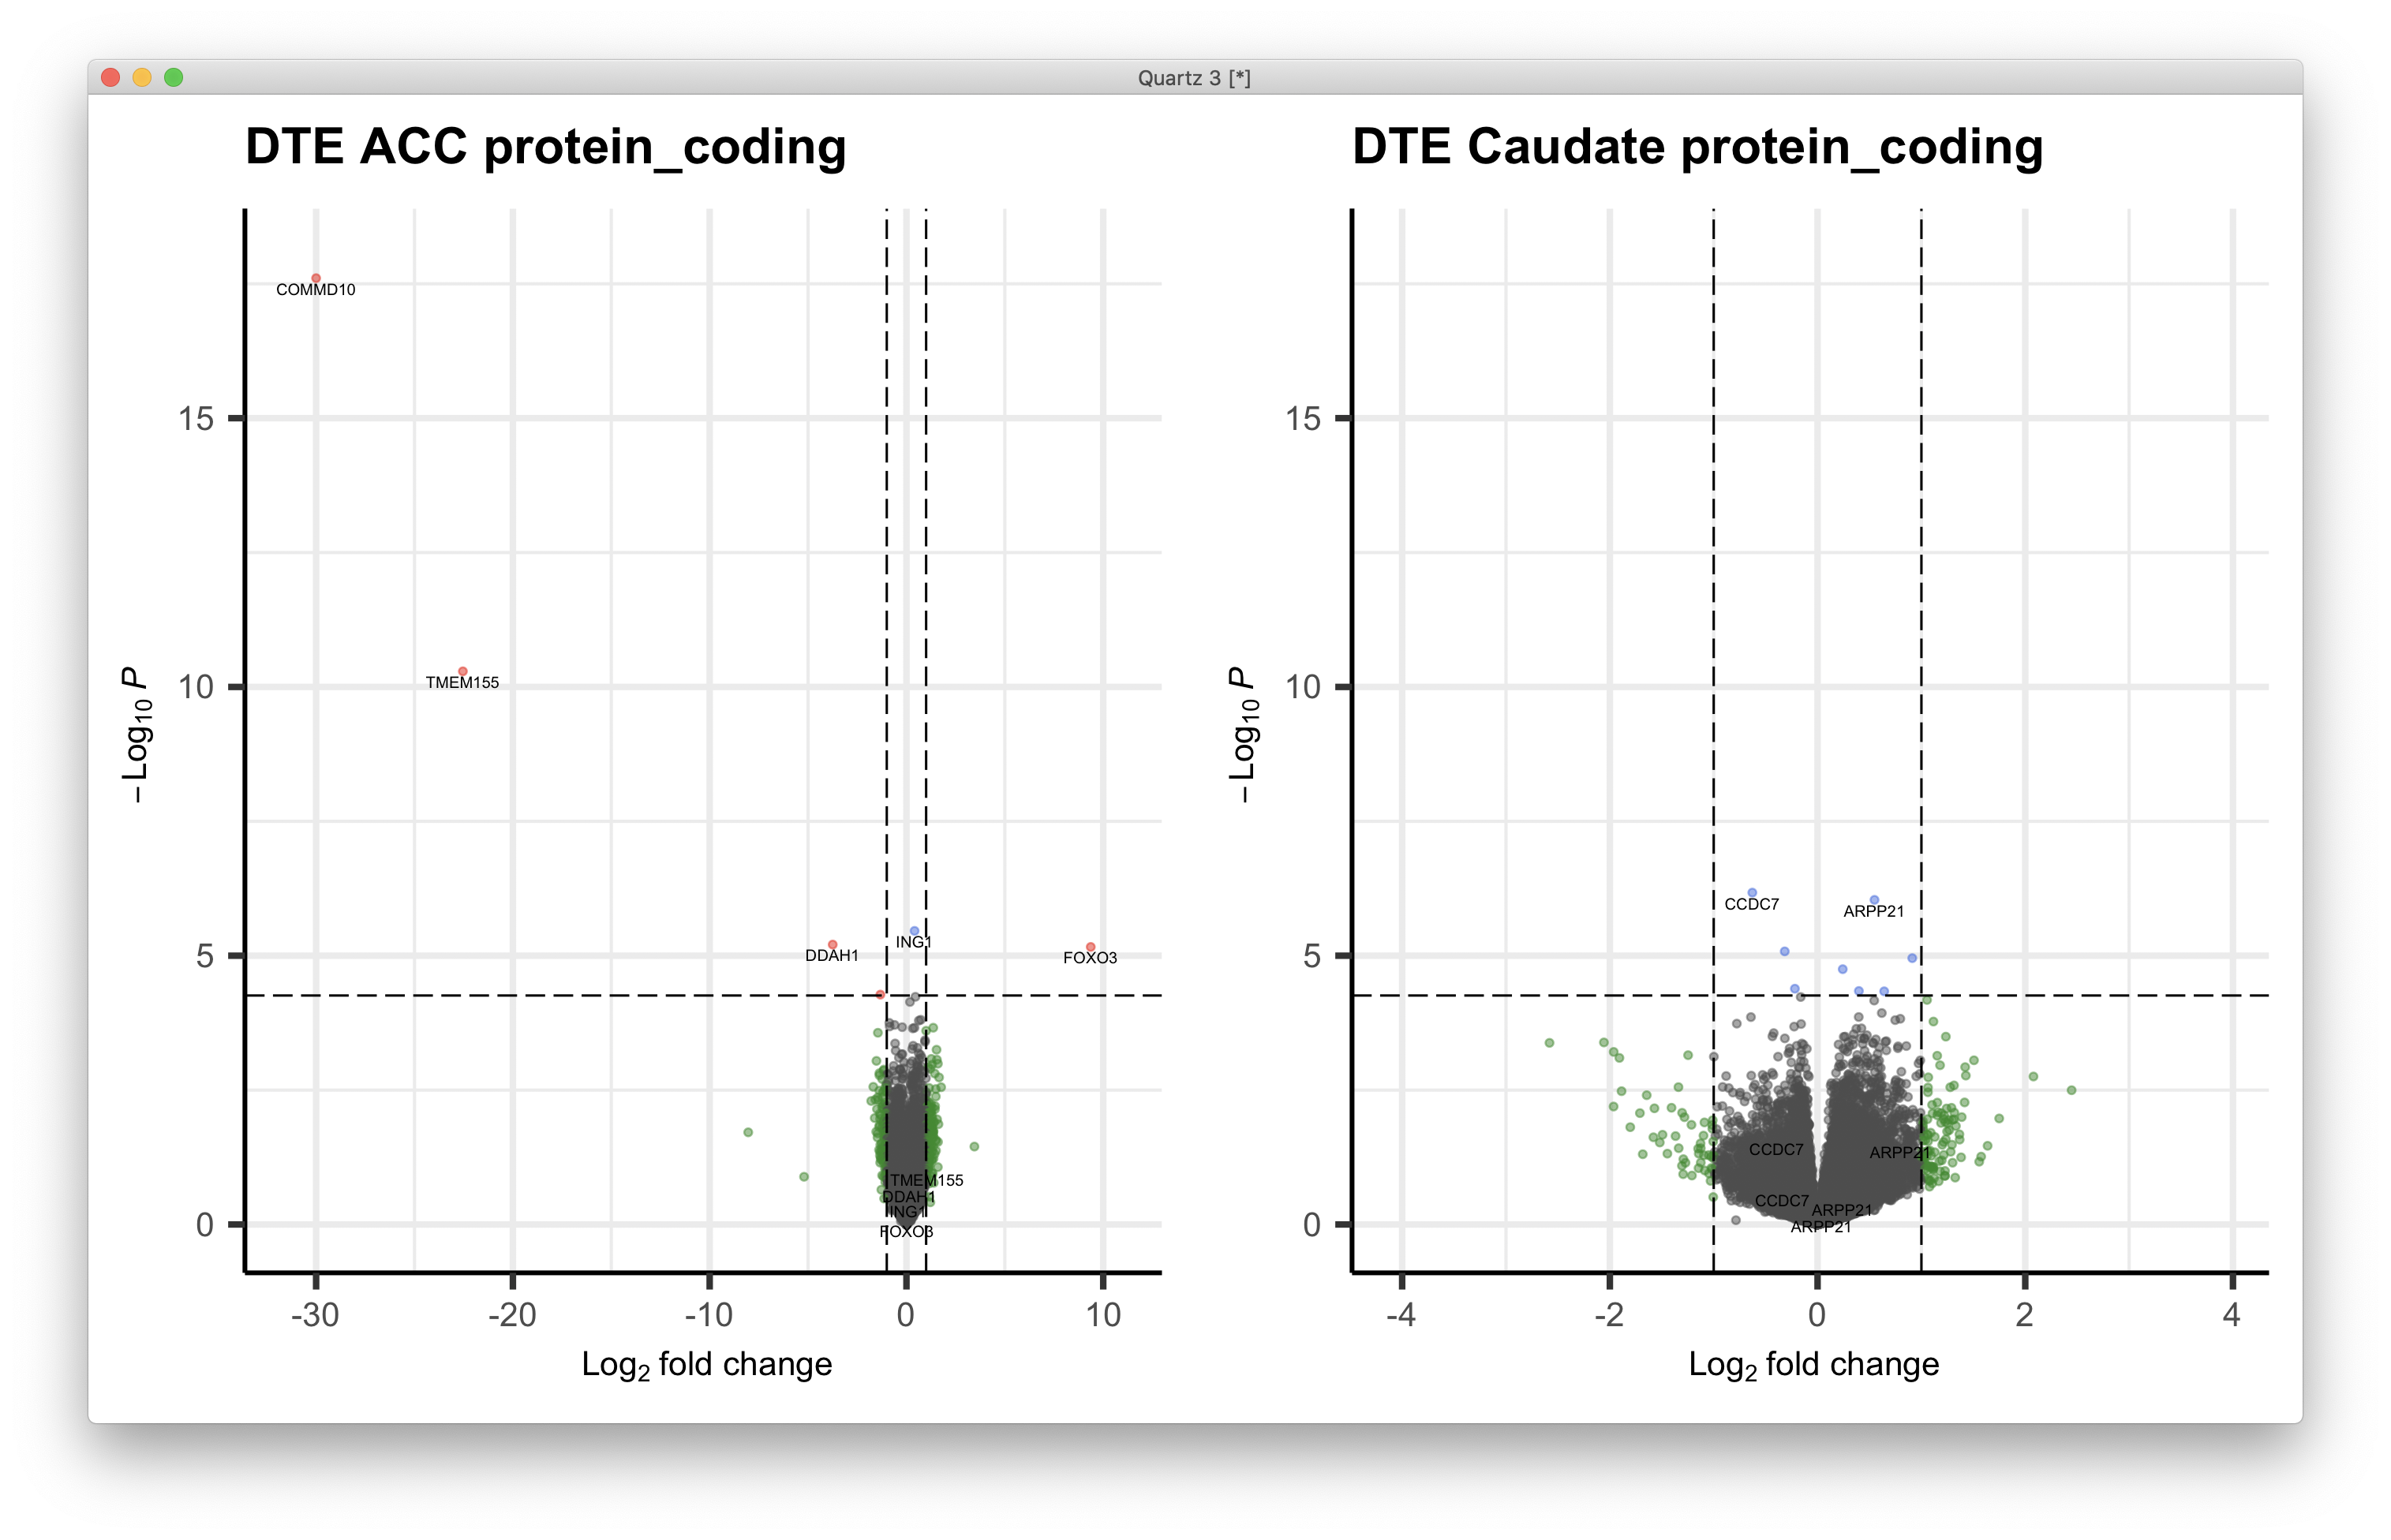 Quartz 3 [*]
DTE ACC protein_coding
COMMD10
TMEM155
DDAH1
ING1
FOXO3
TMEM155
DDAH1
ING1
FOXO3
15
10
5
0
-30
-20
-10
0
10
– Log10 P
Log2 fold change
DTE Caudate protein_coding
CCDC7
ARPP21
CCDC7
ARPP21
CCDC7
ARPP21
ARPP21
15
10
5
0
-4
-2
0
2
4
– Log10 P
Log2 fold change